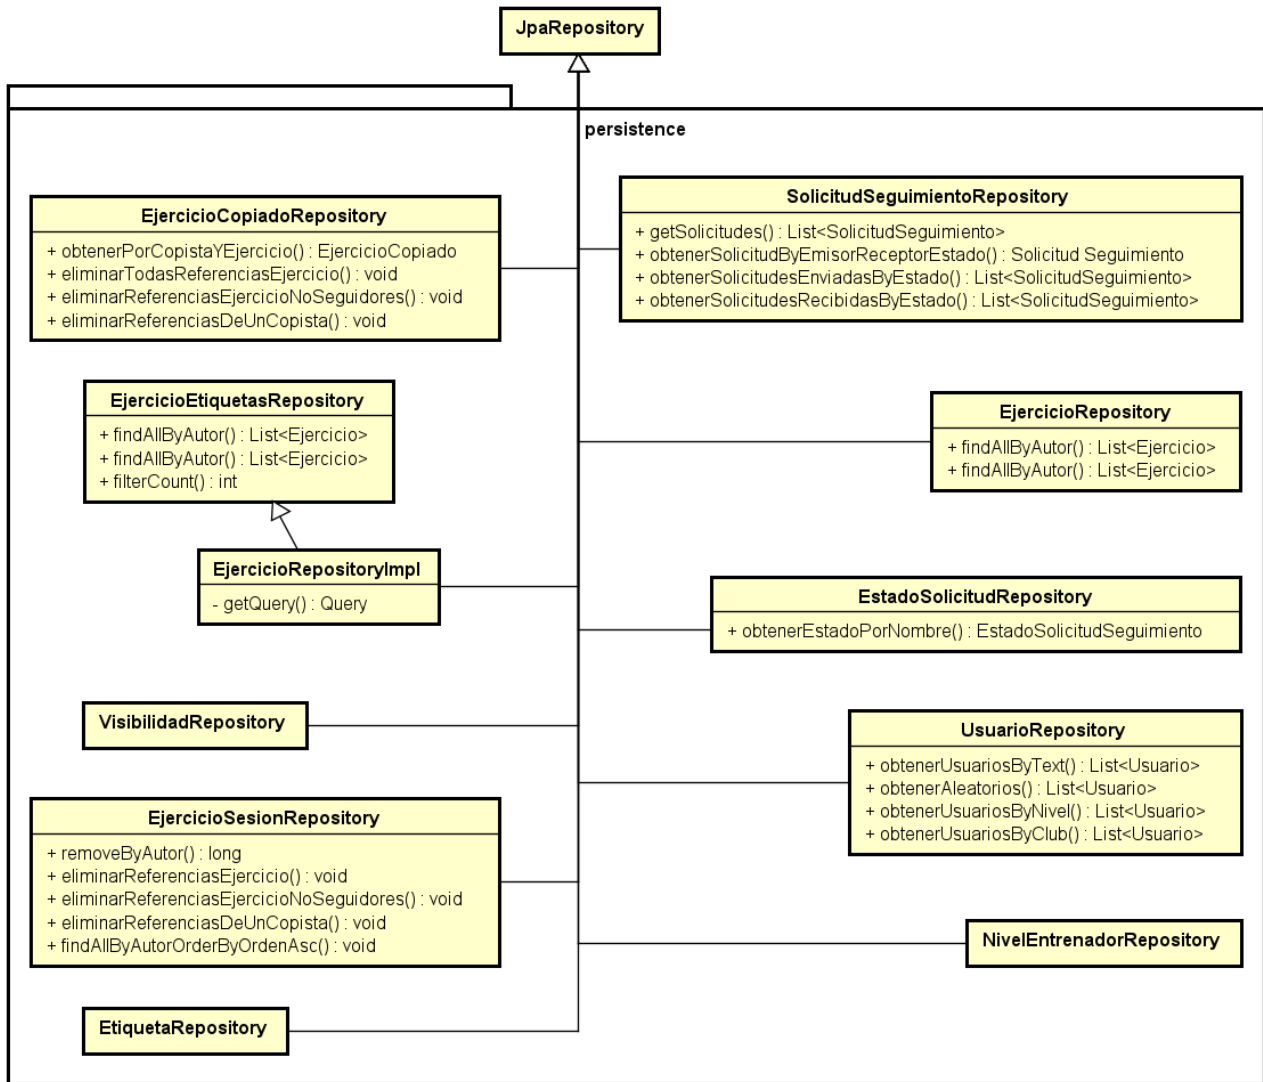 JpaRepository
persistence
EjercicioCopiadoRepository
+ obtenerPorCopistaYEjercicio() : EjercicioCopiado
+ eliminarTodasReferenciasEjercicio() : void
+ eliminarReferenciasEjercicioNoSeguidores() : void
+ eliminarReferenciasDeUnCopista() : void
SolicitudSeguimientoRepository
+ getSolicitudes() : List<SolicitudSeguimiento>
+ obtenerSolicitudByEmisorReceptorEstado() : Solicitud Seguimiento
+ obtenerSolicitudesEnviadasByEstado() : List<SolicitudSeguimiento>
+ obtenerSolicitudesRecibidasByEstado() : List<SolicitudSeguimiento>
EjercicioEtiquetasRepository
+ findAllByAutor() : List<Ejercicio>
+ findAllByAutor() : List<Ejercicio>
+ filterCount() : int
EjercicioRepository
+ findAllByAutor() : List<Ejercicio>
+ findAllByAutor() : List<Ejercicio>
EjercicioRepositoryImpl
- getQuery() : Query
EstadoSolicitudRepository
+ obtenerEstadoPorNombre() : EstadoSolicitudSeguimiento
VisibilidadRepository
UsuarioRepository
+ obtenerUsuariosByText() : List<Usuario>
+ obtenerAleatorios() : List<Usuario>
+ obtenerUsuariosByNivel() : List<Usuario>
+ obtenerUsuariosByClub() : List<Usuario>
EjercicioSesionRepository
+ removeByAutor() : long
+ eliminarReferenciasEjercicio() : void
+ eliminarReferenciasEjercicioNoSeguidores() : void
+ eliminarReferenciasDeUnCopista() : void
+ findAllByAutorOrderByOrdenAsc() : void
NivelEntrenadorRepository
EtiquetaRepository